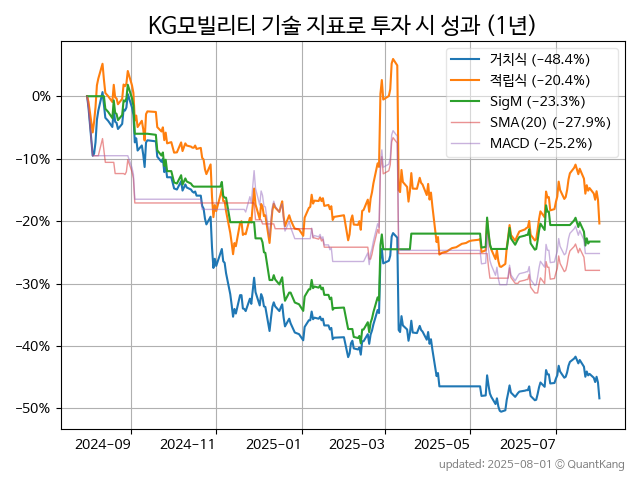 KG모빌리티 기술 지표로 투자 시 성과 (1년)
거치식 (−48.4%)
적립식 (−20.4%)
SigM (−23.3%)
SMA(20) (−27.9%)
MACD (−25.2%)
0%
−10%
−20%
−30%
−40%
−50%
2024−09 2024−11 2025−01 2025−03 2025−05 2025−07
updated: 2025-08-01 © QuantKang